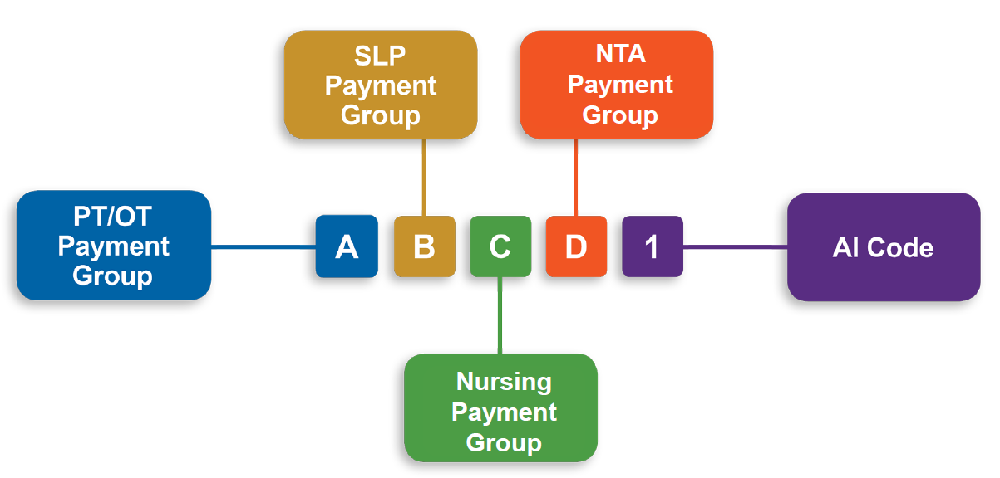 SLP
Payment
Group
NTA
Payment
Group
PT/OT
Payment
Group
A
B
C
D
1
AI Code
Nursing
Payment
Group